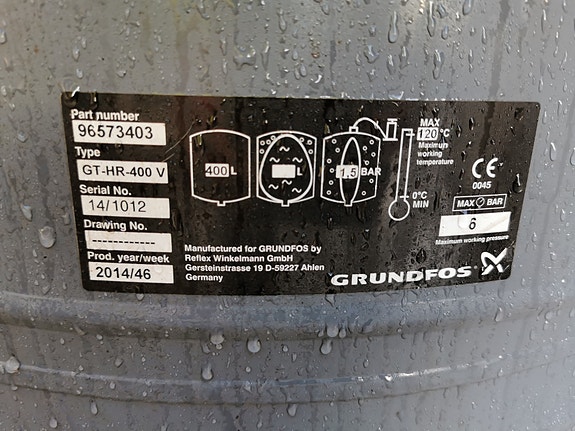 Part number
96573403
Type
GT-HR-400 V
Serial No.
14/1012
Drawing No.
-------------
Prod. year/week
2014/46
400 L
L
1,5 BAR
MAX
120 °C
Maximum
working
temperature
0°C
MIN
CE
0045
MAX BAR
6
Maximum working pressure
Manufactured for GRUNDFOS by
Reflex Winkelmann GmbH
Gersteinstrasse 19 D-59227 Ahlen
Germany
GRUNDFOS